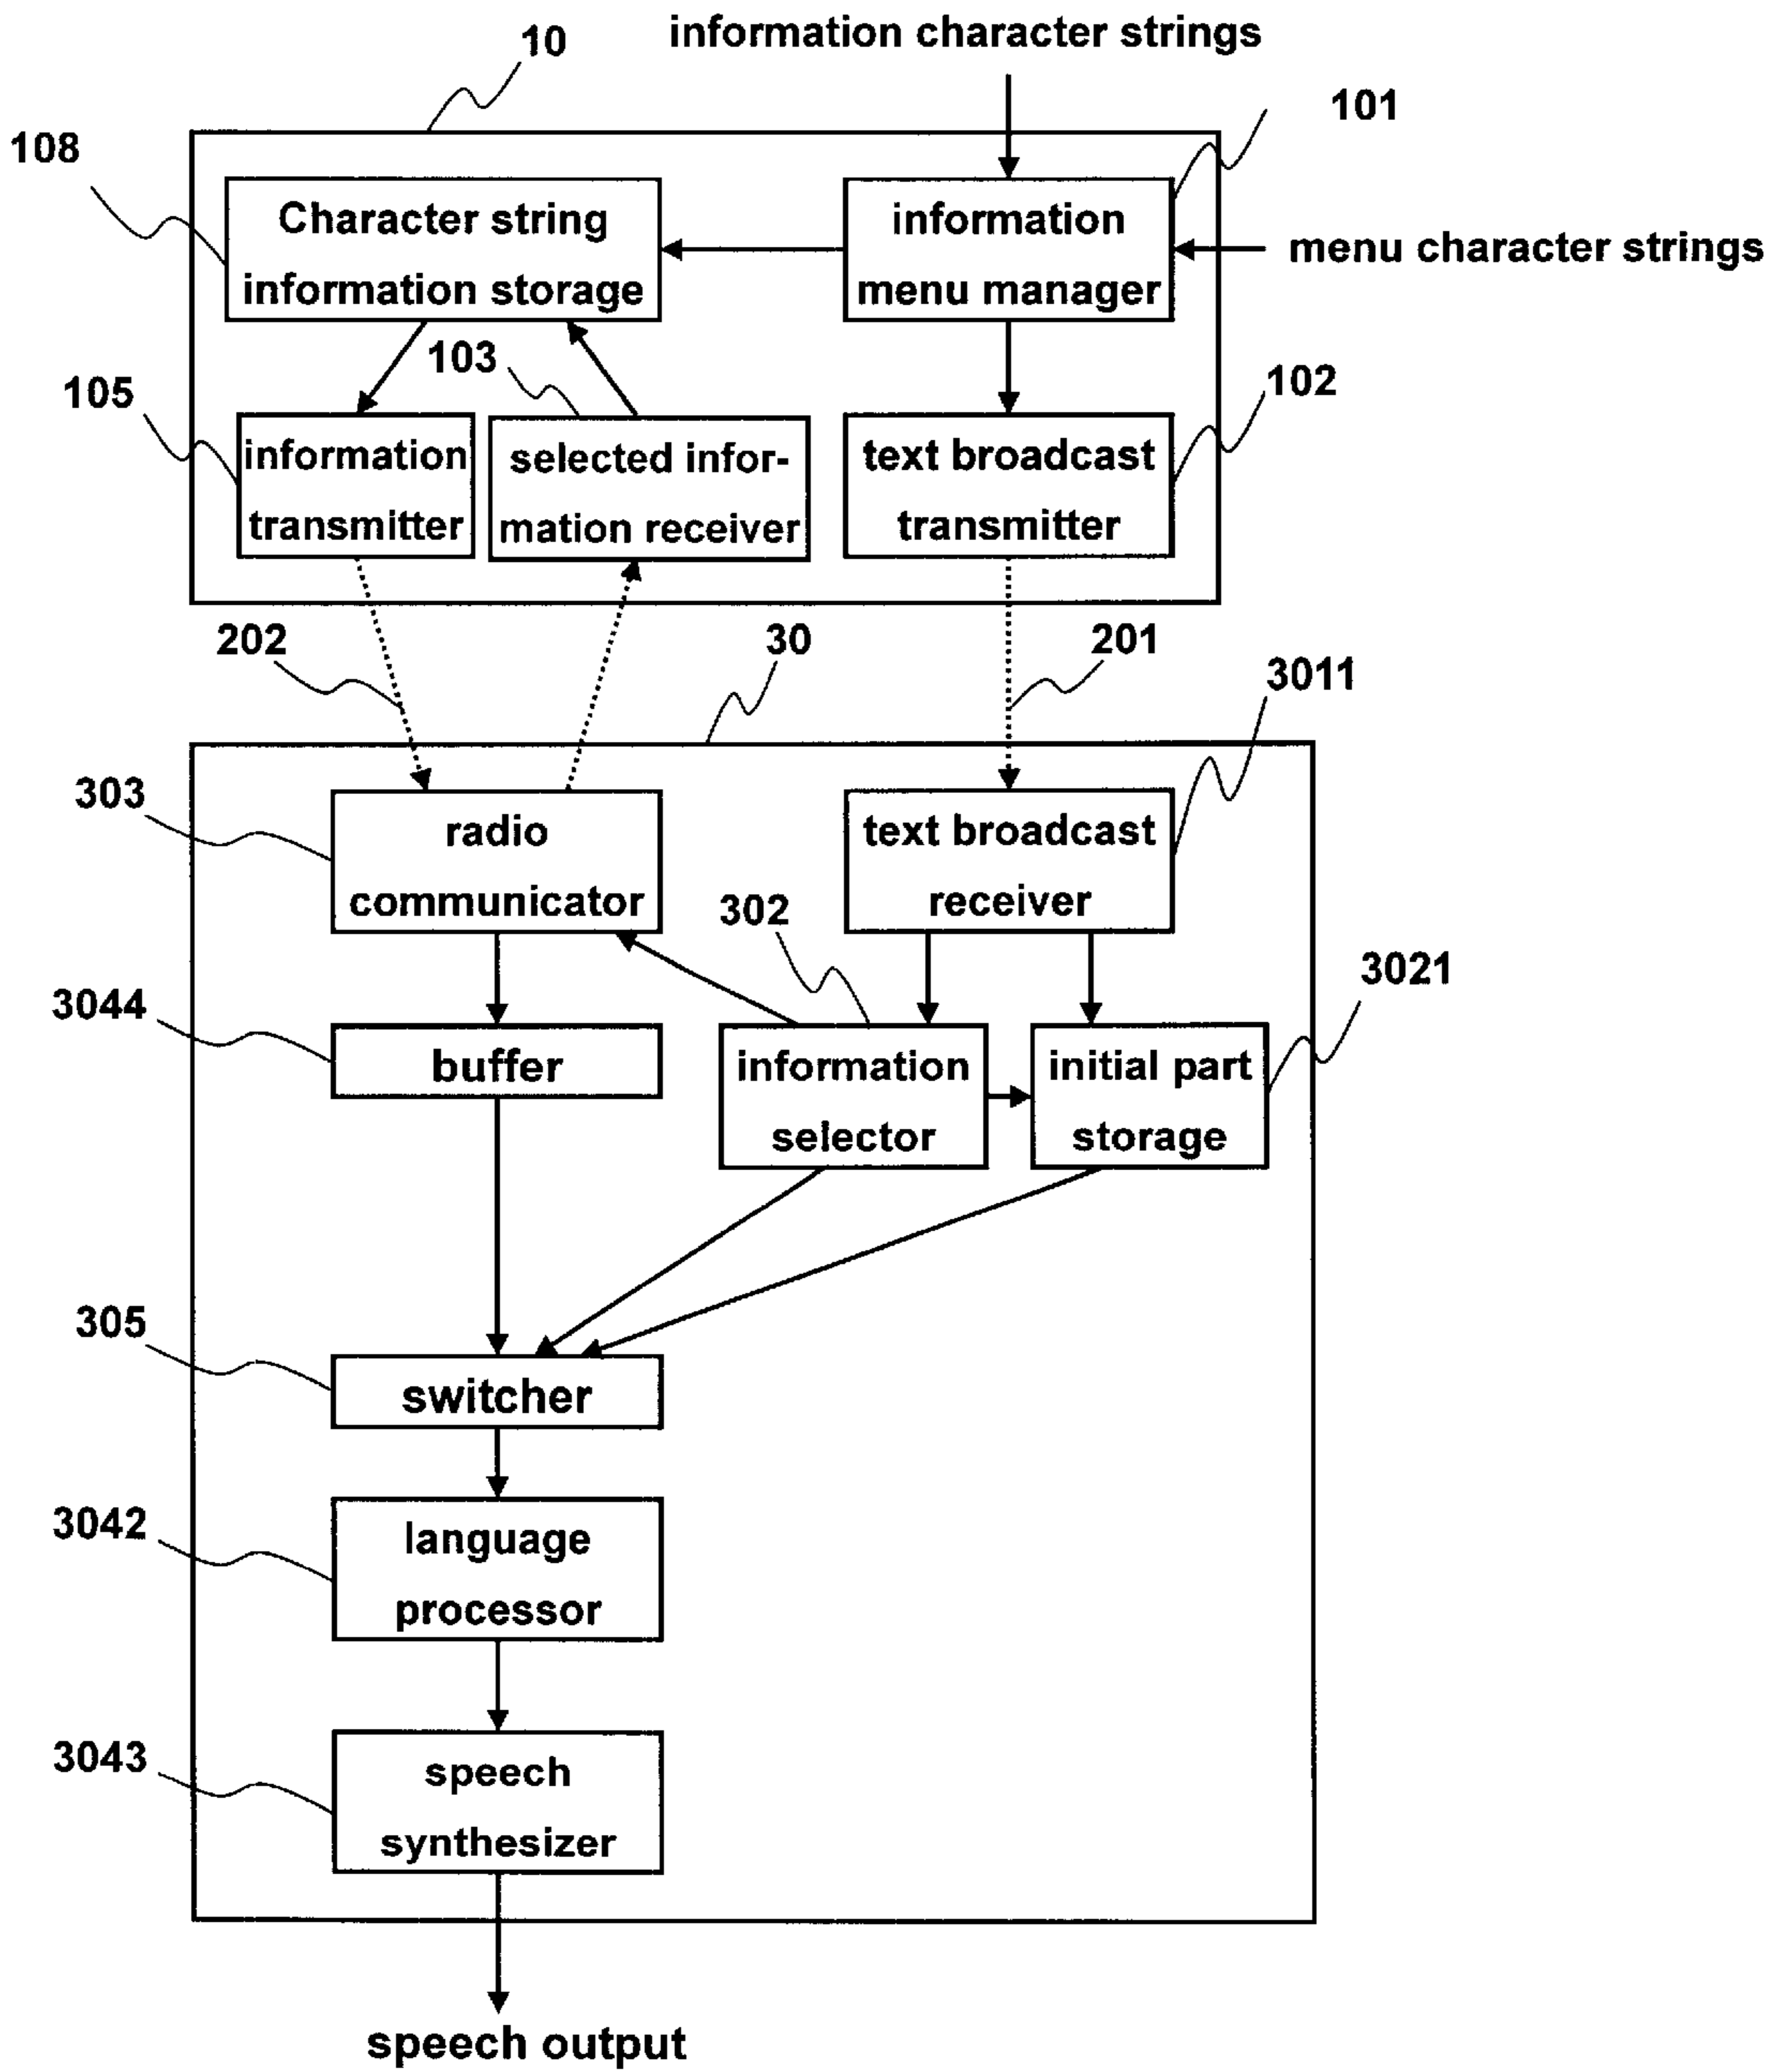 information character strings
10
101
108
Character string
information storage
information
menu manager
menu character strings
103
105
102
information
transmitter
selected infor-
mation receiver
text broadcast
transmitter
202
30
201
3011
303
radio
communicator
text broadcast
receiver
302
3021
3044
buffer
information
selector
initial part
storage
305
switcher
3042
language
processor
3043
speech
synthesizer
speech output